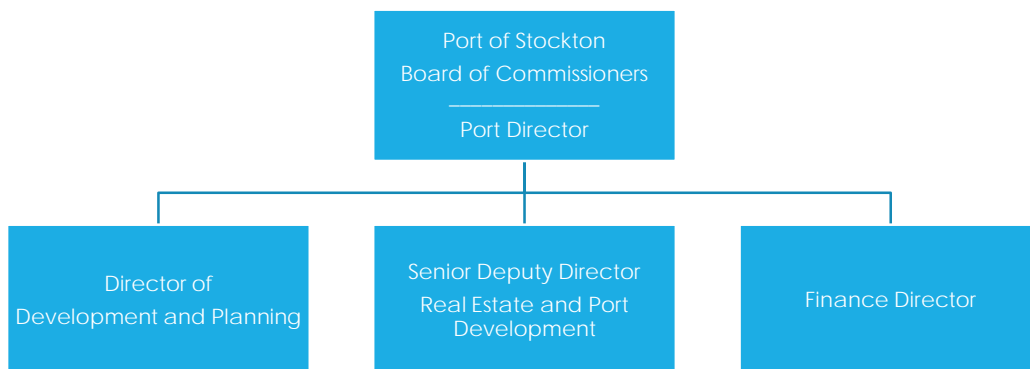 Port of Stockton
Board of Commissioners
Port Director
Director of
Development and Planning
Senior Deputy Director
Real Estate and Port
Development
Finance Director